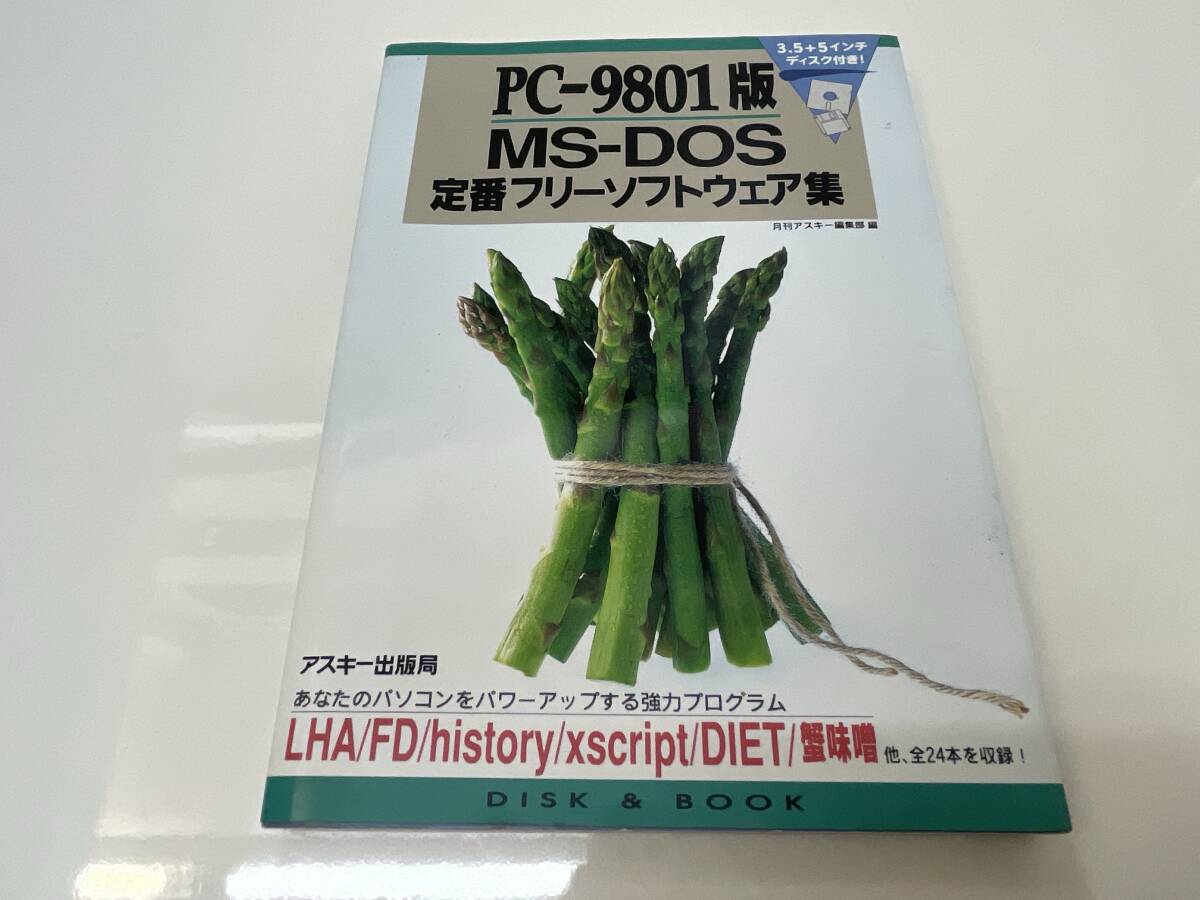 3.5+5インチ
ディスク付き!
PC-9801版
MS-DOS
定番フリーソフトウェア集
月刊アスキー編集部 編
アスキー出版局
あなたのパソコンをパワーアップする強力プログラム
LHA/FD/history/xscript/DIET/蟹味噌 他、全24本を収録!
DISK & BOOK